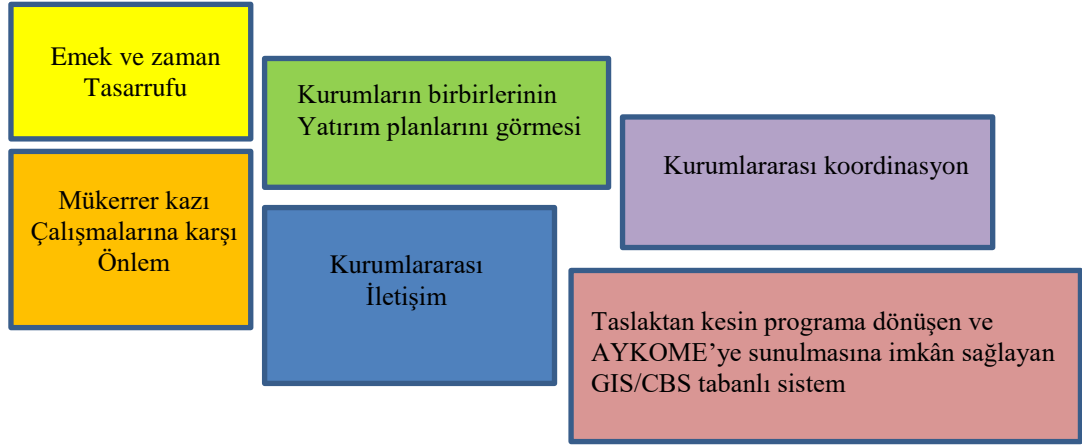 Emek ve zaman
Tasarrufu
Kurumların birbirlerinin
Yatırım planlarını görmesi
Kurumlararası koordinasyon
Mükerrer kazı
Çalışmalarına karşı
Önlem
Kurumlararası
İletişim
Taslaktan kesin programa dönüşen ve
AYKOME’ye sunulmasına imkân sağlayan
GIS/CBS tabanlı sistem